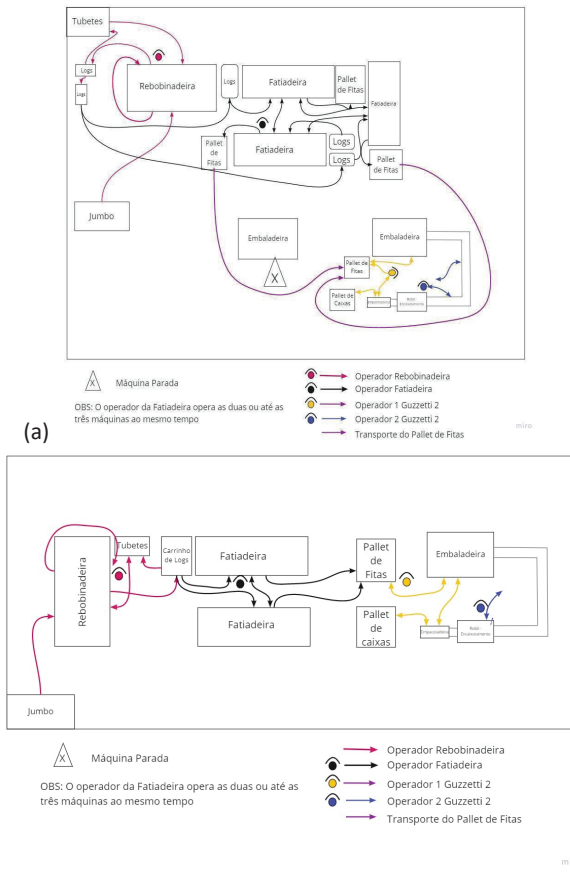 Tubetes
Logs
Logs
Rebobinadeira
Logs
Fatiadeira
Pallet
de Fitas
Fatiadeira
Pallet
de
Fitas
Fatiadeira
Logs
Logs
Pallet
de Fitas
Jumbo
Embaladeira
X
Embaladeira
Pallet de
Fitas
Pallet de
Caixas
X
Máquina Parada
OBS: O operador da Fatiadeira opera as duas ou até as
três máquinas ao mesmo tempo
Operador Rebobinadeira
Operador Fatiadeira
Operador 1 Guzzetti 2
Operador 2 Guzzetti 2
Transporte do Pallet de Fitas
miro
(a)
Rebobinadeira
Tubetes
Carrinho
de Logs
Fatiadeira
Fatiadeira
Pallet
de
Fitas
Pallet
de
caixas
Embaladeira
Jumbo
X
Máquina Parada
OBS: O operador da Fatiadeira opera as duas ou até as
três máquinas ao mesmo tempo
Operador Rebobinadeira
Operador Fatiadeira
Operador 1 Guzzetti 2
Operador 2 Guzzetti 2
Transporte do Pallet de Fitas
m